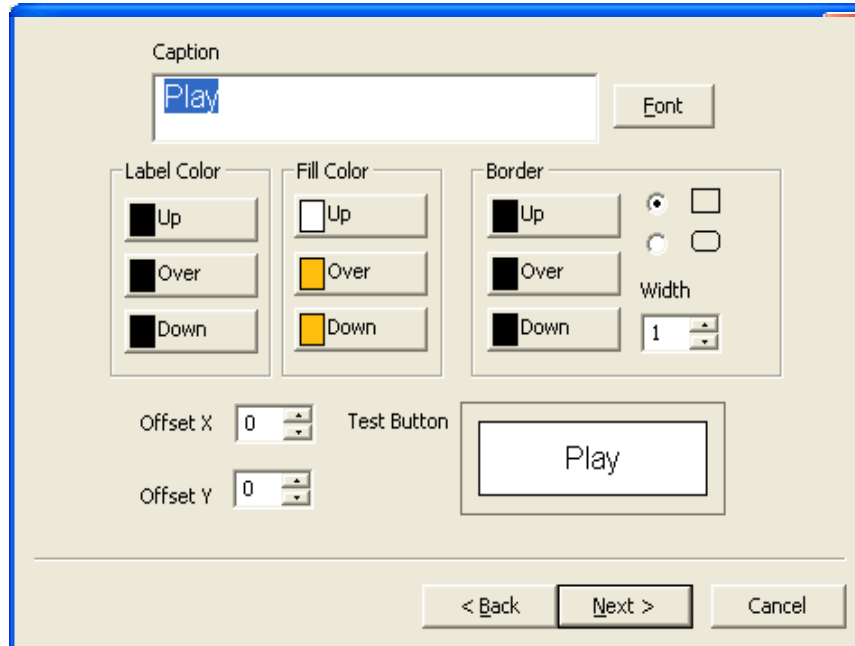 Caption
Play
Font
Label Color
Fill Color
Border
Up
Up
Up
Over
Over
Over
Width
Down
Down
Down
1
Offset X
0
Test Button
Play
Offset Y
0
< Back
Next >
Cancel